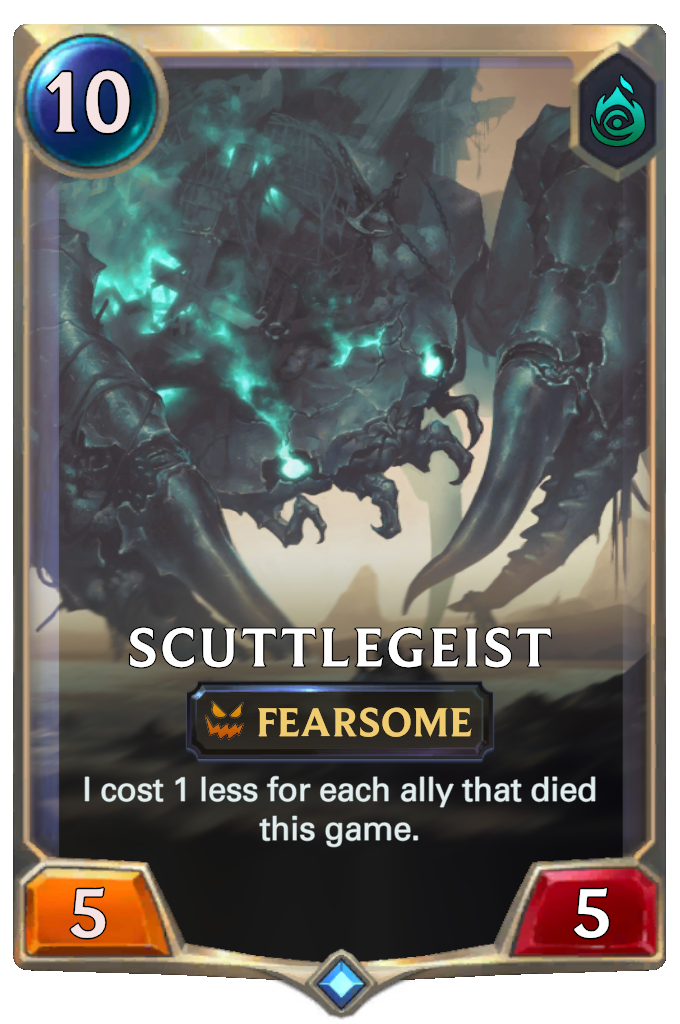 10
SCUTTLEGEIST
FEARSOME
I cost 1 less for each ally that died
this game.
5
5